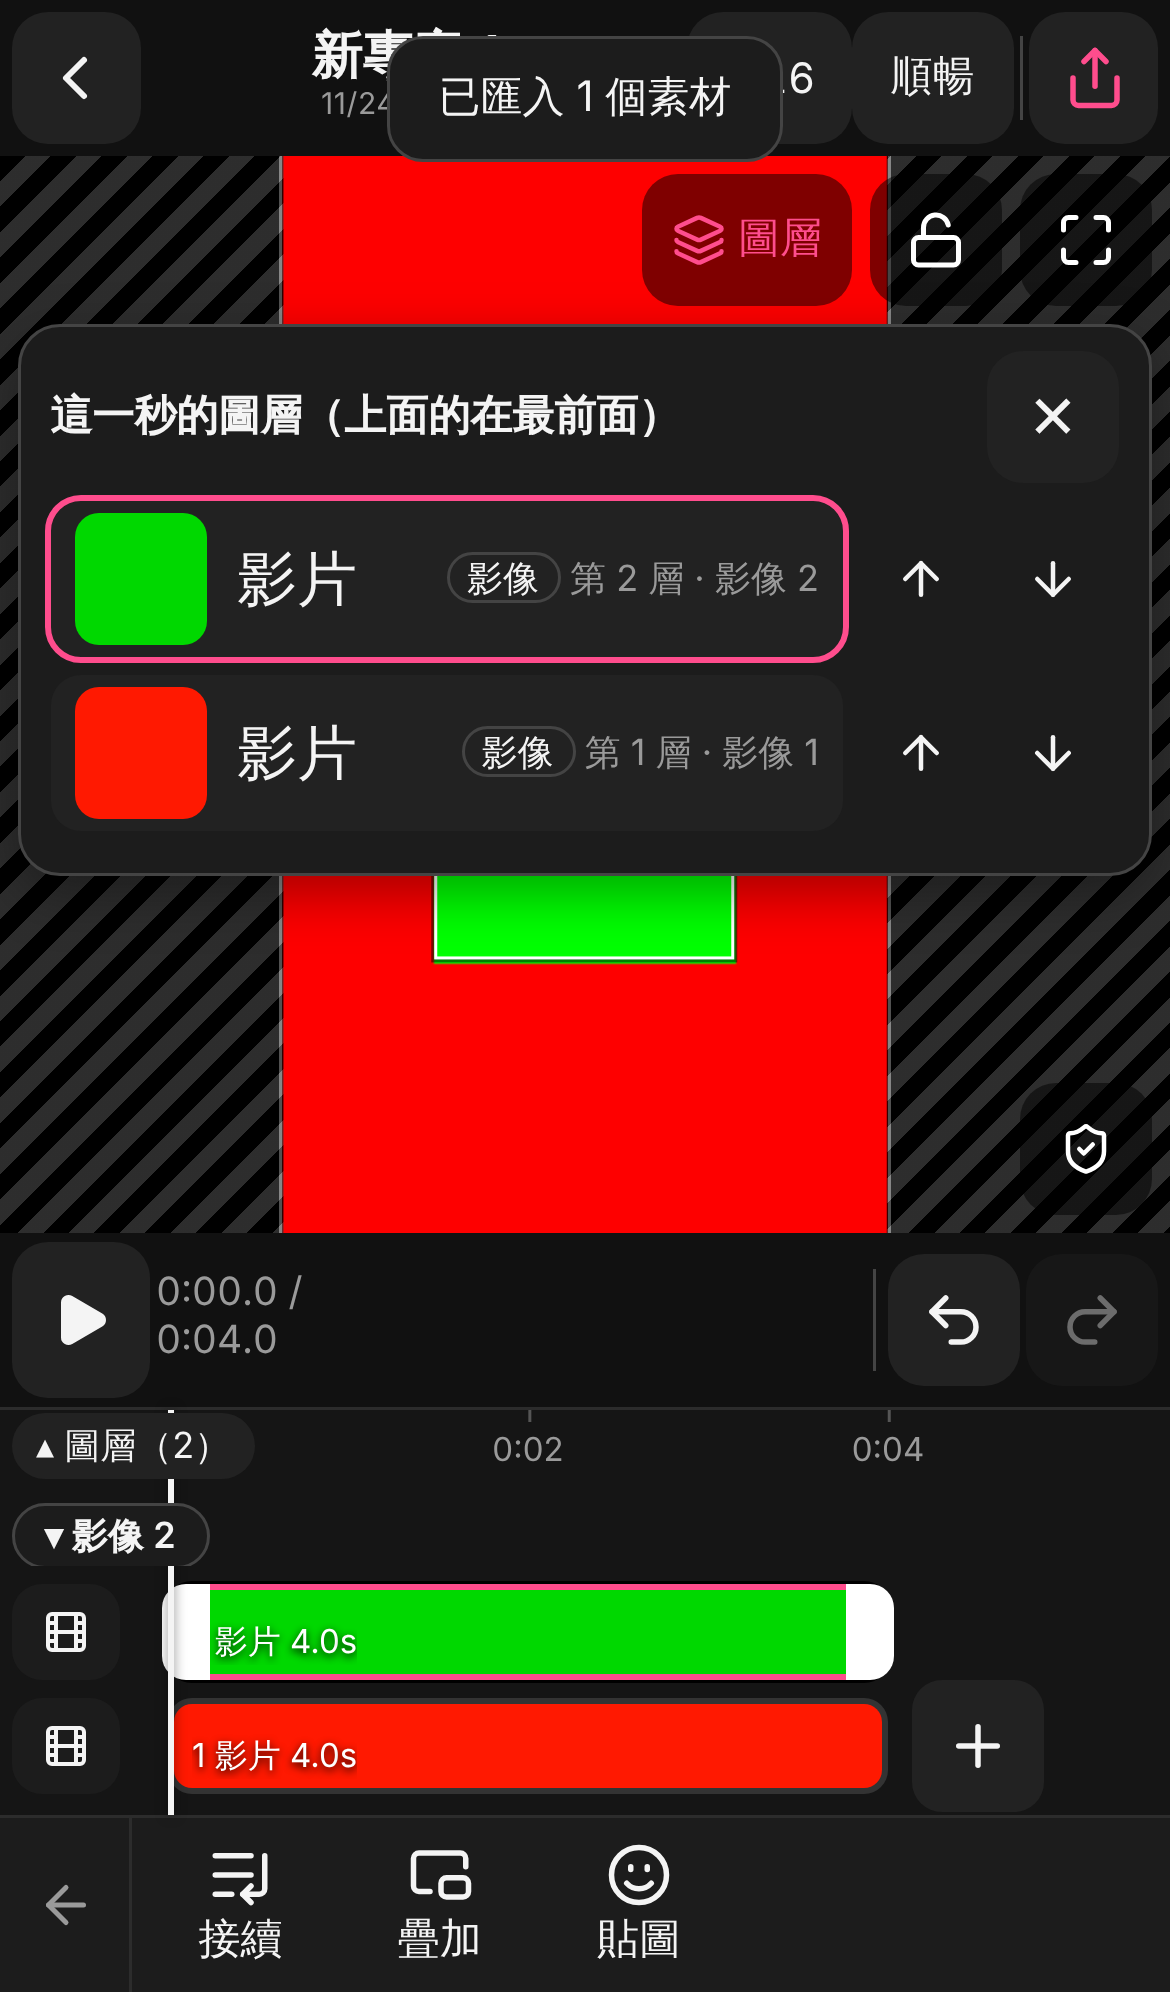 新專
11/24
已匯入 1 個素材
16
順暢
圖層
這一秒的圖層（上面的在最前面）
影片 影像 第 2 層 · 影像 2
影片 影像 第 1 層 · 影像 1
0:00.0 /
0:04.0
▲ 圖層（2） 0:02 0:04
▼ 影像 2
影片 4.0s
1 影片 4.0s
接續 疊加 貼圖